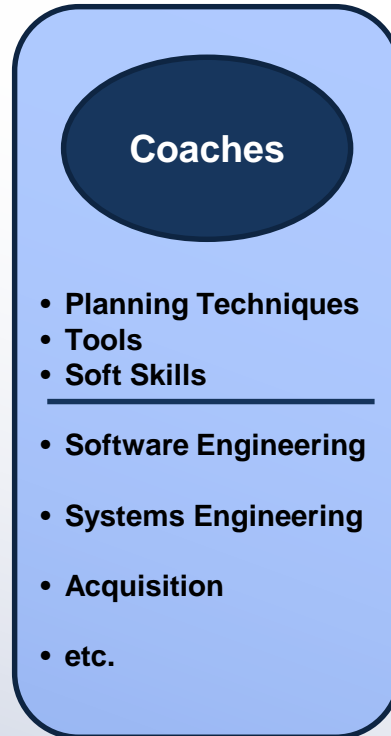 Coaches
• Planning Techniques
• Tools
• Soft Skills
• Software Engineering
• Systems Engineering
• Acquisition
• etc.